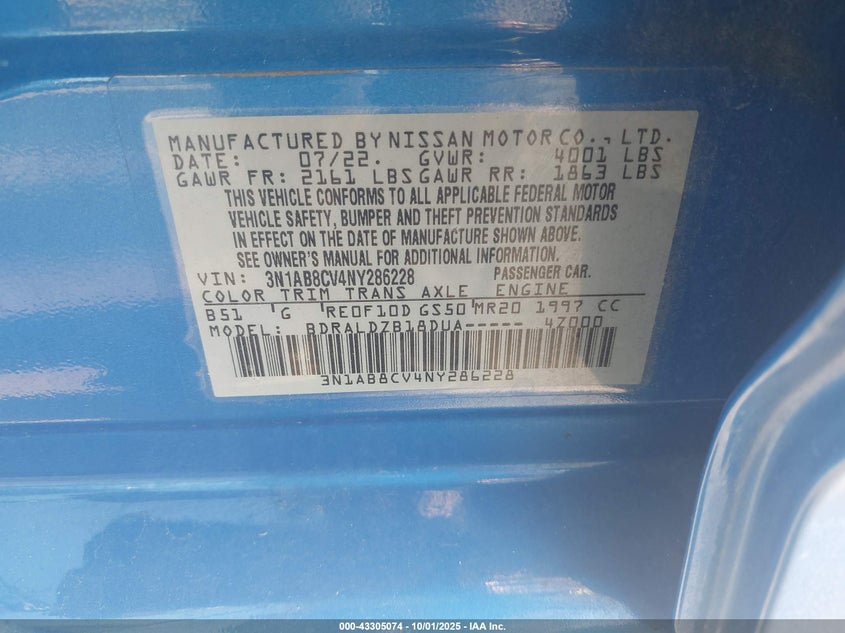 MANUFACTURED BY NISSAN MOTOR CO., LTD.
DATE: 07/22. GVWR: 4001 LBS
GAWR FR: 2161 LBS GAWR RR: 1863 LBS
THIS VEHICLE CONFORMS TO ALL APPLICABLE FEDERAL MOTOR
VEHICLE SAFETY, BUMPER AND THEFT PREVENTION STANDARDS
IN EFFECT ON THE DATE OF MANUFACTURE SHOWN ABOVE.
SEE OWNER'S MANUAL FOR ADDITIONAL INFORMATION.
VIN: 3N1AB8CV4NY286228 PASSENGER CAR.
COLOR TRIM TRANS AXLE ENGINE
B51 G RE0F10D GS50 MR20 1997 CC
MODEL: BDRALDZB18DUA----- 4Z000
3N1AB8CV4NY286228
000-43305074 - 10/01/2025 - IAA Inc.